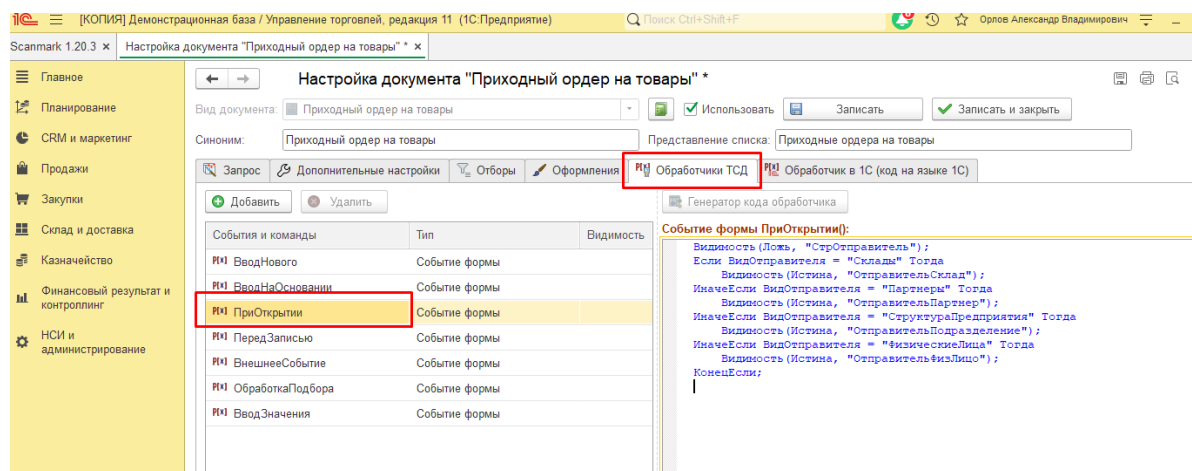 1С [КОПИЯ] Демонстрационная база / Управление торговлей, редакция 11 (1С:Предприятие) Поиск Ctrl+Shift+F Орлов Александр Владимирович
Scanmark 1.20.3 × Настройка документа "Приходный ордер на товары" * ×
Главное
Планирование
CRM и маркетинг
Продажи
Закупки
Склад и доставка
Казначейство
Финансовый результат и
контроллинг
НСИ и
администрирование
Настройка документа "Приходный ордер на товары" *
Вид документа: Приходный ордер на товары Использовать Записать Записать и закрыть
Синоним: Приходный ордер на товары Представление списка: Приходные ордера на товары
Запрос Дополнительные настройки Отборы Оформления Обработчики ТСД Обработчик в 1С (код на языке 1С)
Добавить Удалить Генератор кода обработчика
События и команды Тип Видимость
ВводНового Событие формы
ВводНаОсновании Событие формы
ПриОткрытии Событие формы
ПередЗаписью Событие формы
ВнешнееСобытие Событие формы
ОбработкаПодбора Событие формы
ВводЗначения Событие формы
Событие формы ПриОткрытии():
Видимость(Ложь, "СтрОтправитель");
Если ВидОтправителя = "Склады" Тогда
Видимость(Истина, "ОтправительСклад");
ИначеЕсли ВидОтправителя = "Партнеры" Тогда
Видимость(Истина, "ОтправительПартнер");
ИначеЕсли ВидОтправителя = "СтруктураПредприятия" Тогда
Видимость(Истина, "ОтправительПодразделение");
ИначеЕсли ВидОтправителя = "ФизическиеЛица" Тогда
Видимость(Истина, "ОтправительФизЛицо");
КонецЕсли;